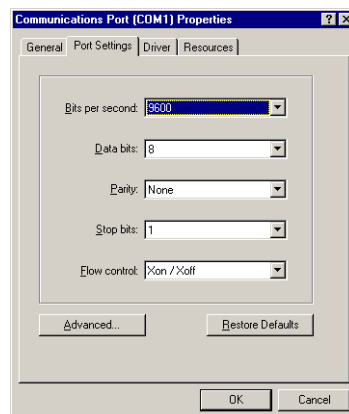 Communications Port (COM1) Properties
General Port Settings Driver Resources
Bits per second: 9600
Data bits: 8
Parity: None
Stop bits: 1
Flow control: Xon / Xoff
Advanced... Restore Defaults
OK Cancel